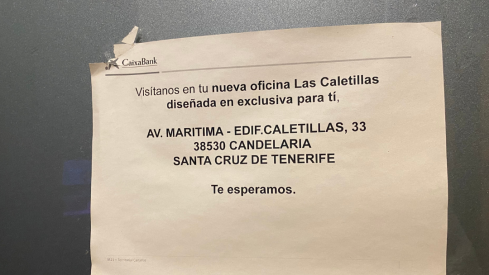 CaixaBank
Visítanos en tu nueva oficina Las Caletillas
diseñada en exclusiva para tí,
AV. MARITIMA - EDIF.CALETILLAS, 33
38530 CANDELARIA
SANTA CRUZ DE TENERIFE
Te esperamos.